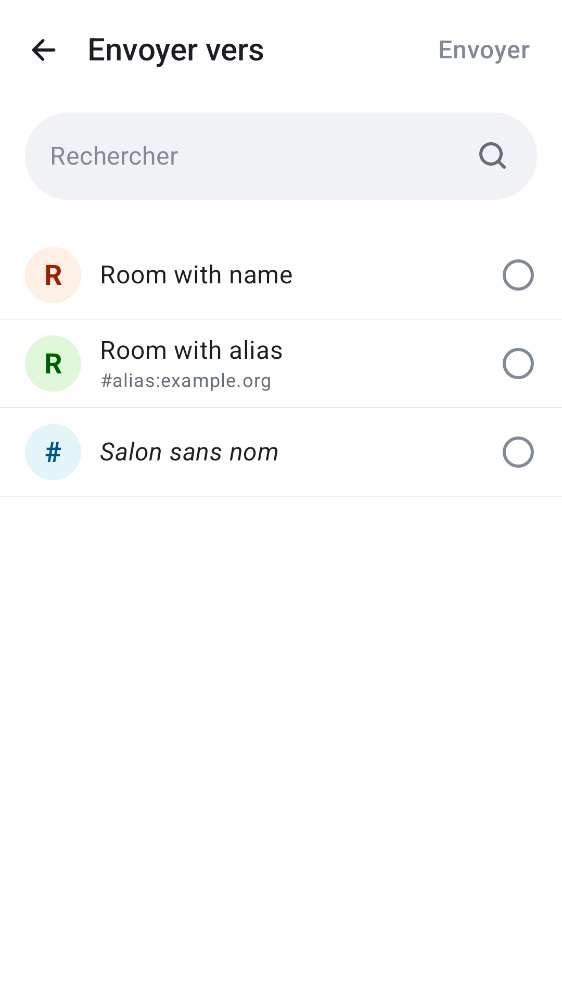 Envoyer vers
Envoyer
Rechercher
R
Room with name
R
Room with alias
#alias:example.org
#
Salon sans nom